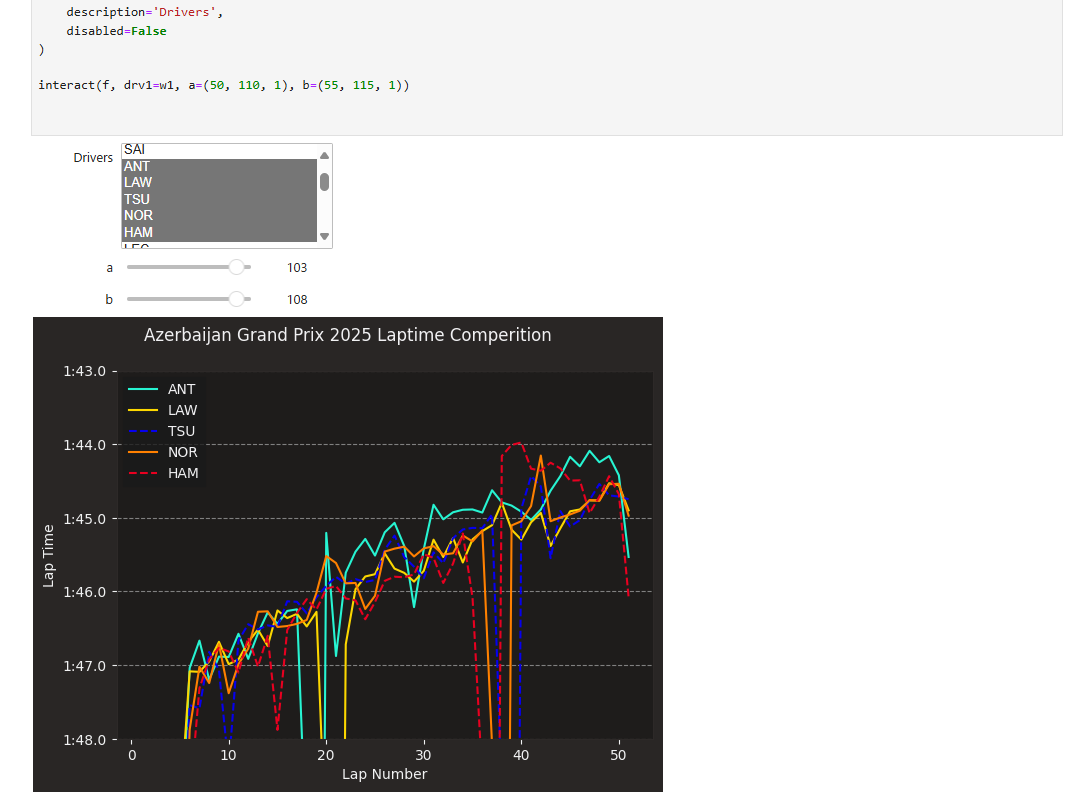 description='Drivers',
disabled=False
)
interact(f, drv1=w1, a=(50, 110, 1), b=(55, 115, 1))
Drivers
SAI
ANT
LAW
TSU
NOR
HAM
LEC
a 103
b 108
Azerbaijan Grand Prix 2025 Laptime Comperition
1:43.0
1:44.0
1:45.0
1:46.0
1:47.0
1:48.0
Lap Time
ANT
LAW
TSU
NOR
HAM
0 10 20 30 40 50
Lap Number